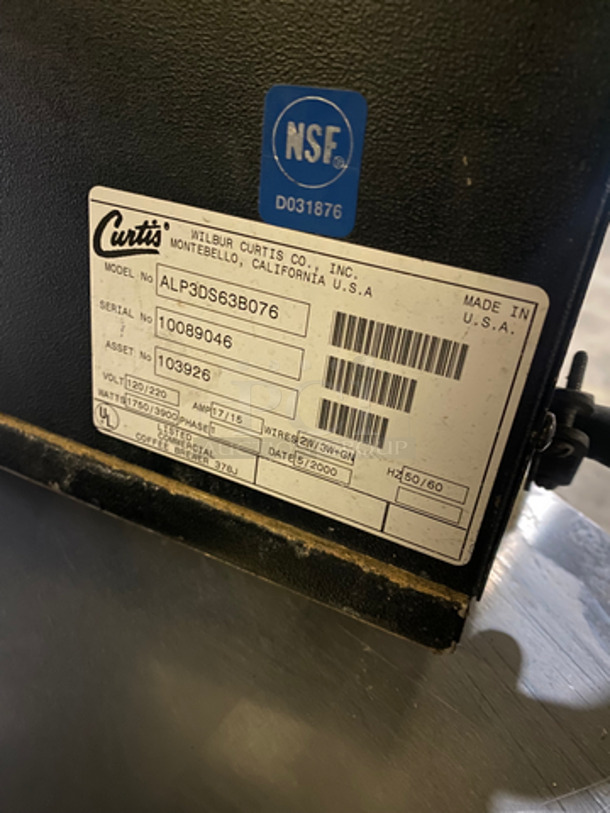 NSF®
D031876
Curtis®
WILBUR CURTIS CO., INC.
MONTEBELLO, CALIFORNIA U.S.A
MADE IN
U.S.A.
MODEL No ALP3DS63B076
SERIAL No 10089046
ASSET No 103926
VOLT 120/220 AMP 17/15 WIRES 2W/3W+GN HZ 50/60
WATTS 1750/3900 PHASE 1 DATE 5/2000
UL
LISTED
COMMERCIAL
COFFEE BREWER 378J